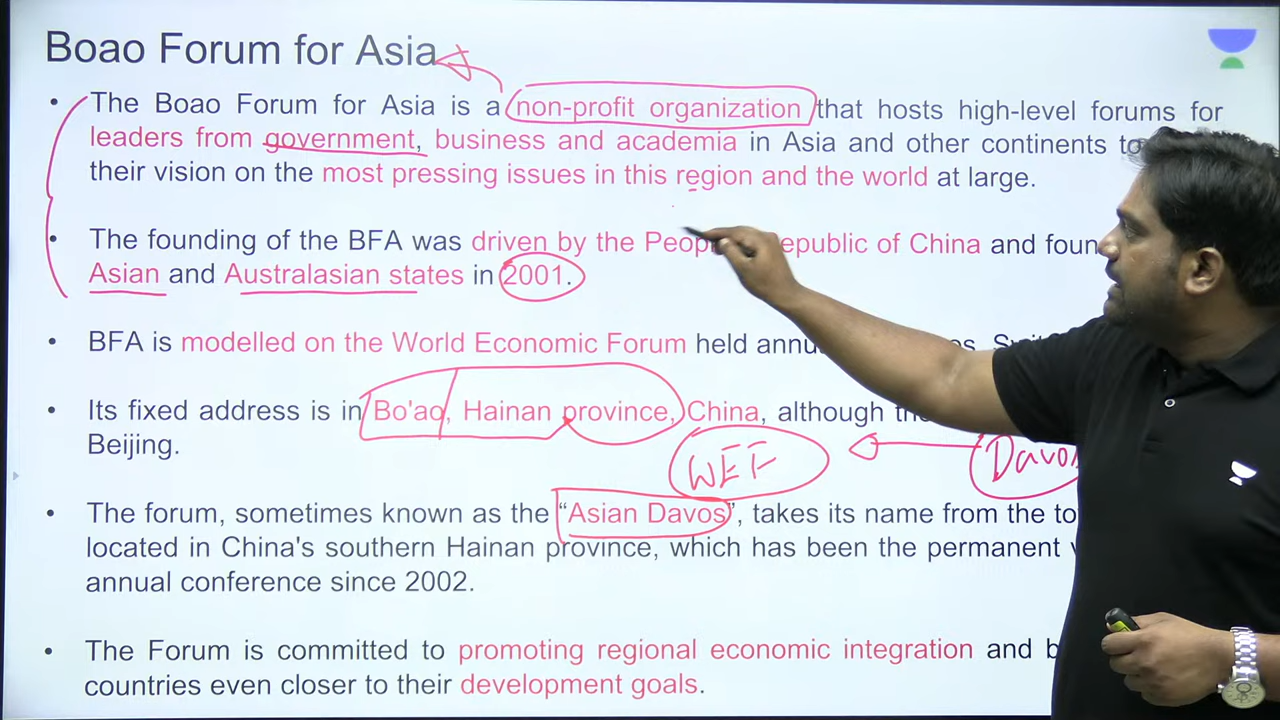 Boao Forum for Asia
• The Boao Forum for Asia is a non-profit organization that hosts high-level forums for
leaders from government, business and academia in Asia and other continents to
their vision on the most pressing issues in this region and the world at large.
• The founding of the BFA was driven by the Republic of China and
Asian and Australasian states in 2001.
• BFA is modelled on the World Economic Forum held
• Its fixed address is in Bo'ao, Hainan province, China, although
Beijing.
WEF Davos
• The forum, sometimes known as the “Asian Davos”, takes its name from the
located in China's southern Hainan province, which has been the permanent
annual conference since 2002.
• The Forum is committed to promoting regional economic integration and
countries even closer to their development goals.